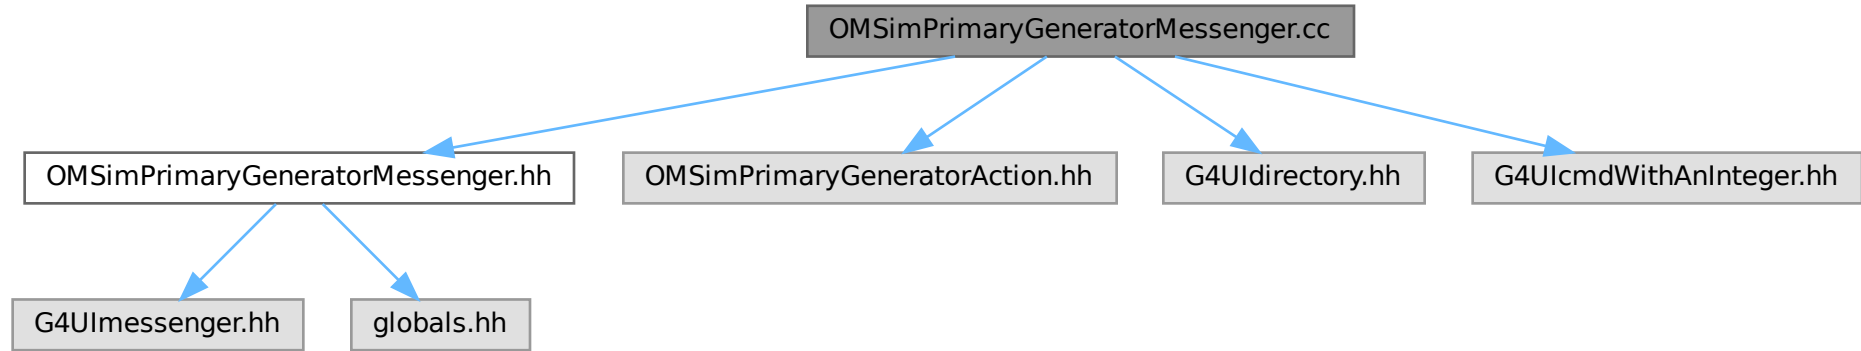 OMSimPrimaryGeneratorMessenger.cc
OMSimPrimaryGeneratorMessenger.hh
OMSimPrimaryGeneratorAction.hh
G4UIdirectory.hh
G4UIcmdWithAnInteger.hh
G4UImessenger.hh
globals.hh